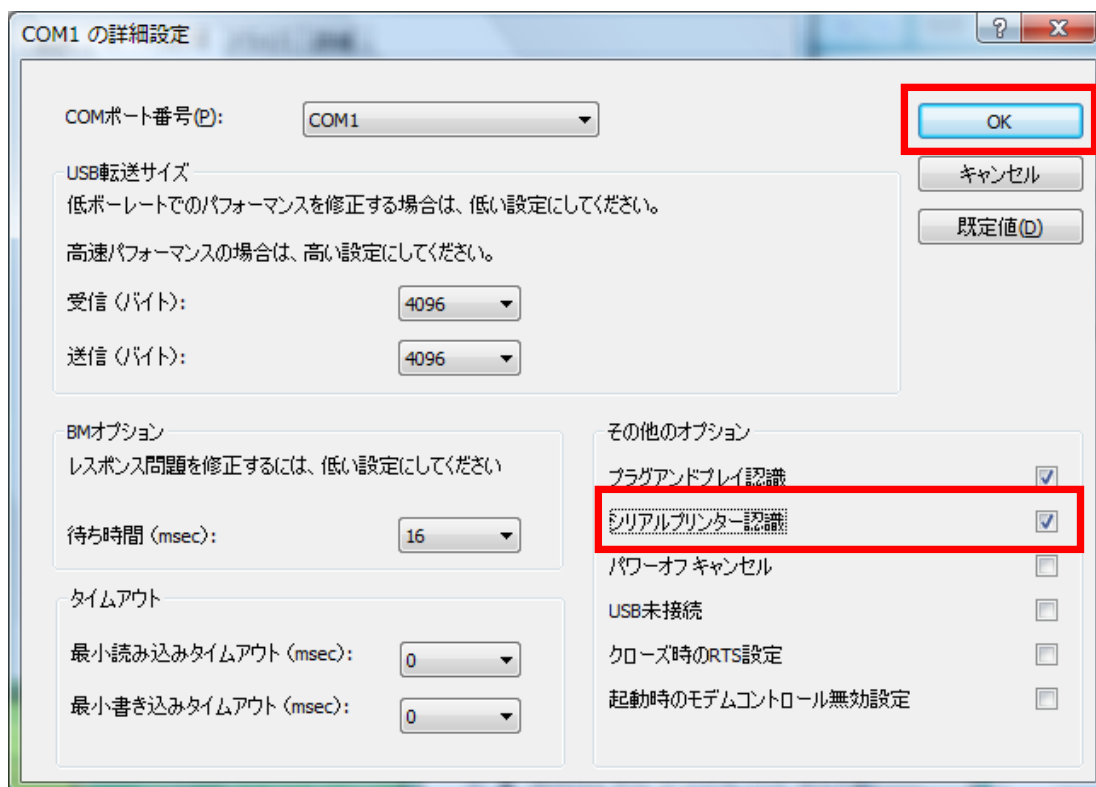 COM1 の詳細設定
COMポート番号(P):
COM1
OK
キャンセル
既定値(D)
USB転送サイズ
低ボーレートでのパフォーマンスを修正する場合は、低い設定にしてください。
高速パフォーマンスの場合は、高い設定にしてください。
受信 (バイト):
4096
送信 (バイト):
4096
BMオプション
レスポンス問題を修正するには、低い設定にしてください
待ち時間 (msec):
16
タイムアウト
最小読み込みタイムアウト (msec):
0
最小書き込みタイムアウト (msec):
0
その他のオプション
プラグアンドプレイ認識
シリアルプリンター認識
パワーオフ キャンセル
USB未接続
クローズ時のRTS設定
起動時のモデムコントロール無効設定